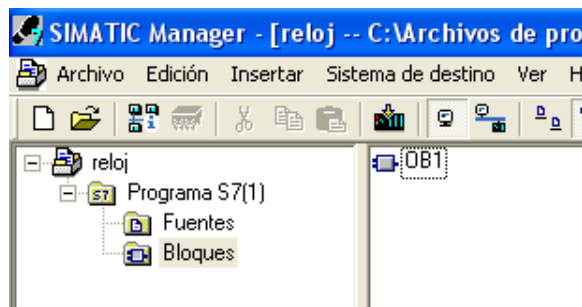 SIMATIC Manager - [reloj -- C:\Archivos de pro
Archivo Edición Insertar Sistema de destino Ver H
reloj
OB1
S7 Programa S7(1)
Fuentes
Bloques